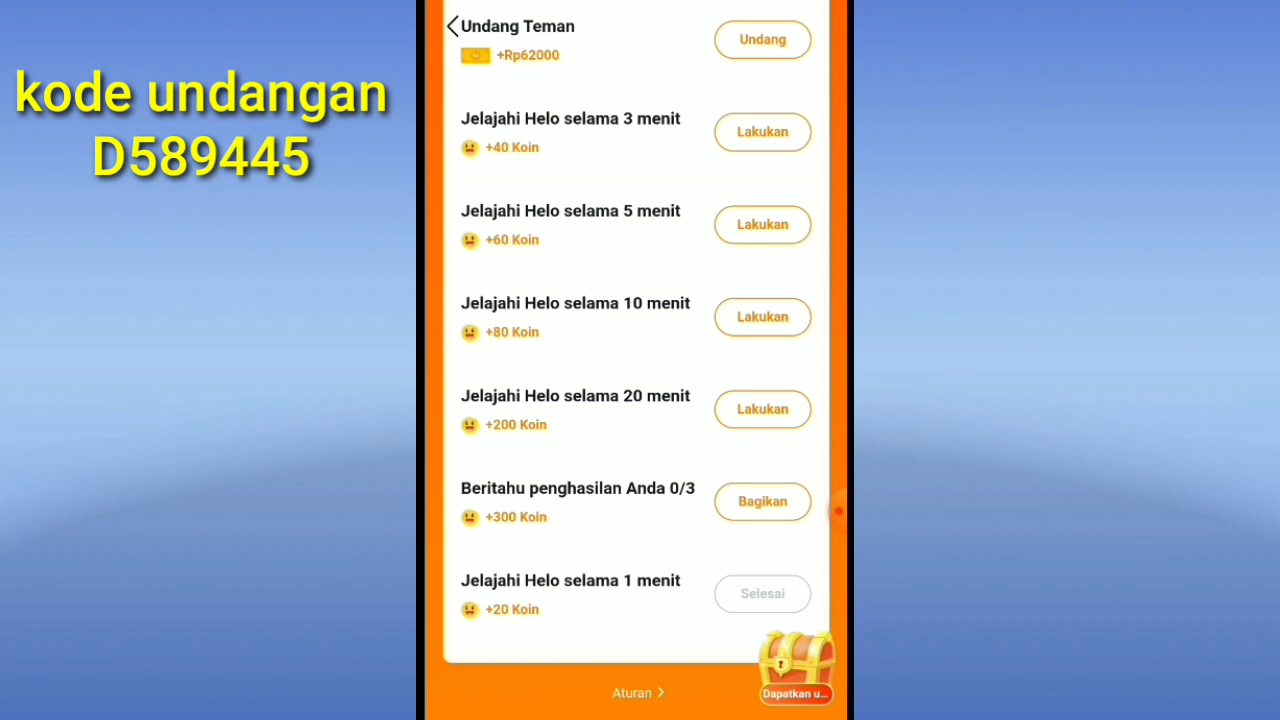 kode undangan
D589445
Undang Teman
+Rp62000
Undang
Jelajahi Helo selama 3 menit
+40 Koin
Lakukan
Jelajahi Helo selama 5 menit
+60 Koin
Lakukan
Jelajahi Helo selama 10 menit
+80 Koin
Lakukan
Jelajahi Helo selama 20 menit
+200 Koin
Lakukan
Beritahu penghasilan Anda 0/3
+300 Koin
Bagikan
Jelajahi Helo selama 1 menit
+20 Koin
Selesai
Dapatkan u...
Aturan >